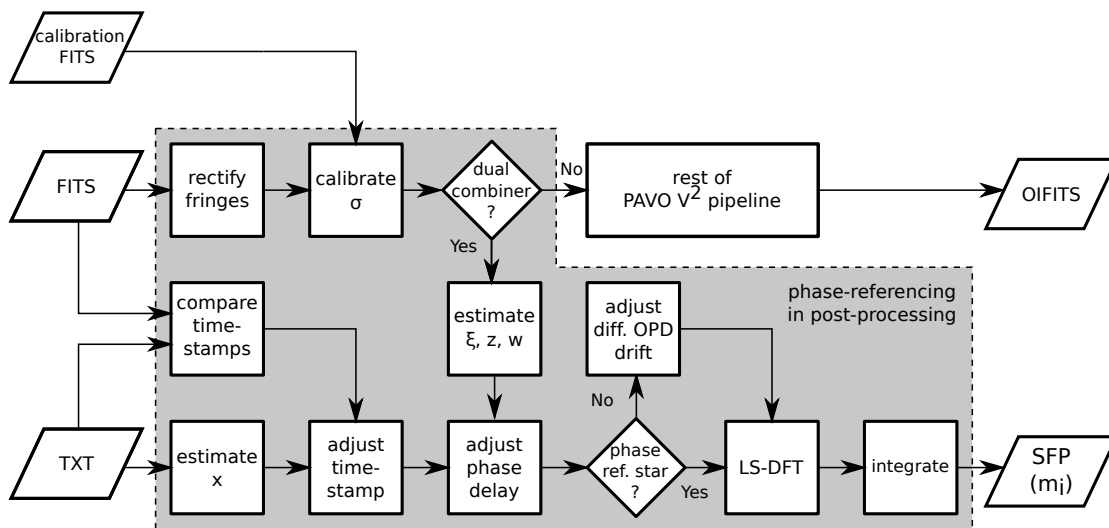 calibration
FITS
FITS
rectify
fringes
calibrate
σ
dual
combiner
?
No
rest of
PAVO V² pipeline
OIFITS
Yes
compare
time-
stamps
estimate
ξ, z, w
adjust
diff. OPD
drift
phase-referencing
in post-processing
No
TXT
estimate
x
adjust
time-
stamp
adjust
phase
delay
phase
ref. star
?
Yes
LS-DFT
integrate
SFP
(mᵢ)